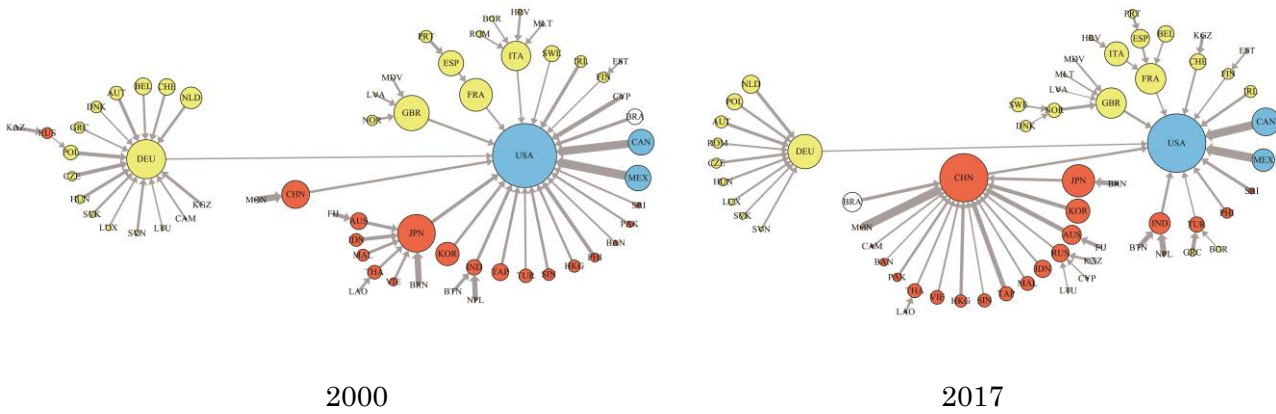 HRV
BGR
MLT
ROM
PRT
ITA
SWE
IRL
ESP
EST
FIN
MDV
CYP
FRA
LVA
GBR
BRA
NOR
AUT
BEL
CHE
NLD
DNK
KAZ
RUS
GRC
CAN
POL
DEU
USA
CZE
MEX
HUN
CHN
MON
KGZ
SRI
SVK
CAM
FIJ
AUS
PAK
LUX
LTU
JPN
SVN
IDN
BAN
MAL
KOR
PHI
THA
IND
TAP
TUR
SIN
HKG
VIE
BRN
LAO
BTN
NPL
PRT
HRV
ESP
BEL
KGZ
ITA
EST
MDV
CHE
FRA
FIN
MLT
NLD
LVA
IRL
POL
SWE
NOR
GBR
CAN
AUT
DNK
ROM
DEU
USA
MEX
CZE
CHN
JPN
BRN
SRI
HUN
BRA
KOR
PHI
LUX
MON
IND
TUR
SVK
AUS
SVN
CAM
FIJ
BTN
NPL
GRC
BGR
BAN
RUS
KAZ
PAK
IDN
CYP
THA
MAL
LTU
VIE
HKG
SIN
TAP
LAO
2000
2017